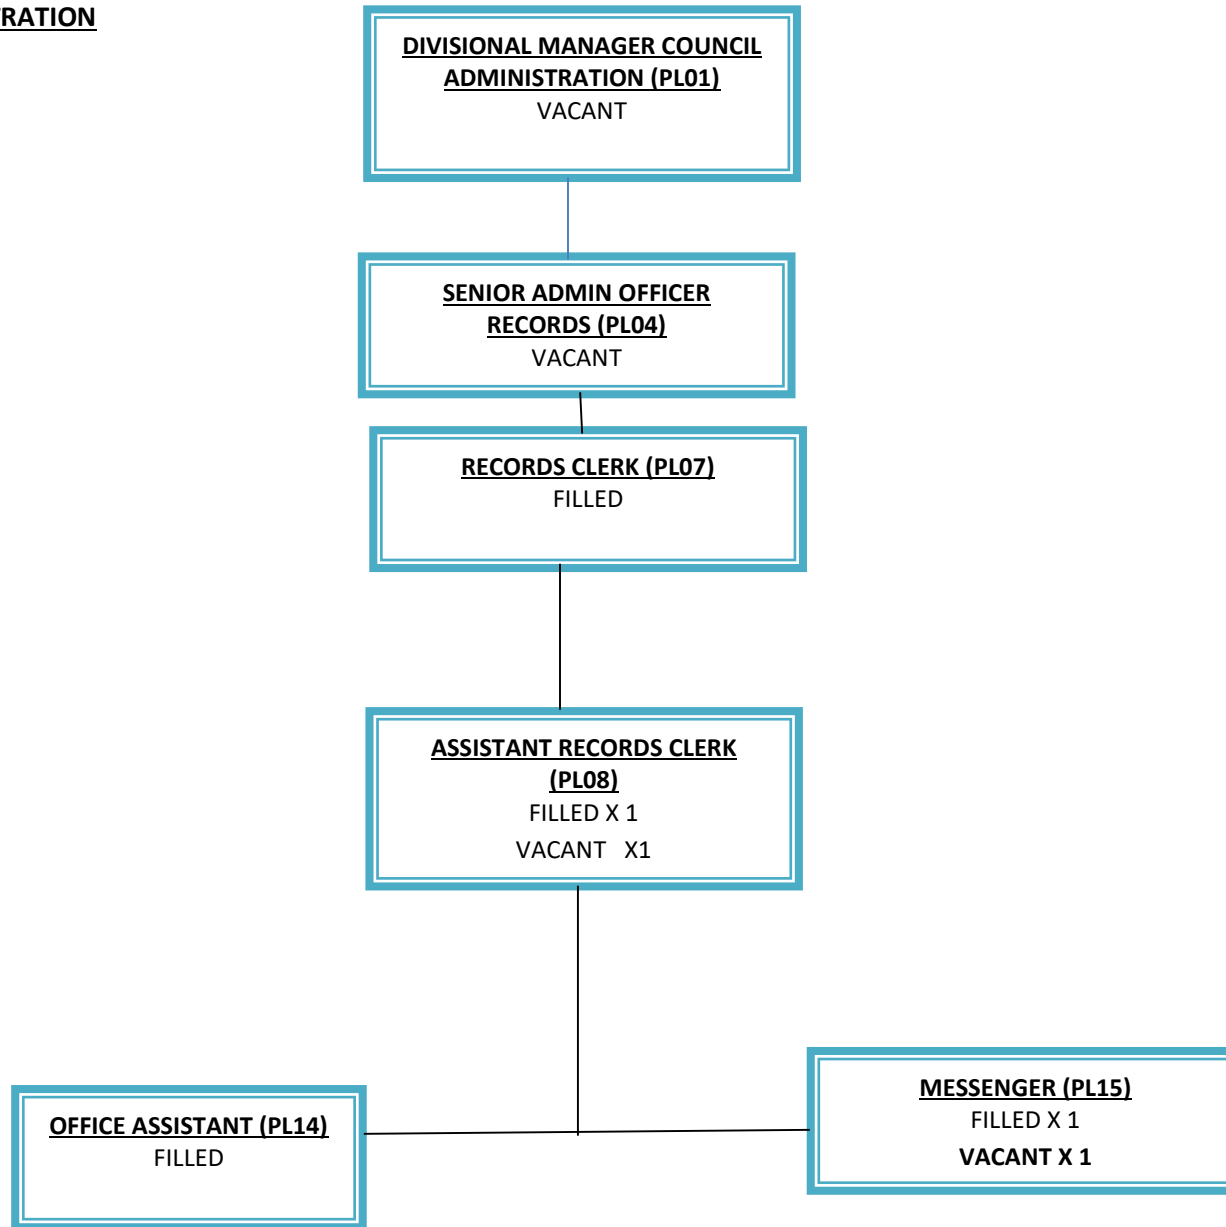 TRATION
DIVISIONAL MANAGER COUNCIL
ADMINISTRATION (PL01)
VACANT
SENIOR ADMIN OFFICER
RECORDS (PL04)
VACANT
RECORDS CLERK (PL07)
FILLED
ASSISTANT RECORDS CLERK
(PL08)
FILLED X 1
VACANT X1
OFFICE ASSISTANT (PL14)
FILLED
MESSENGER (PL15)
FILLED X 1
VACANT X 1